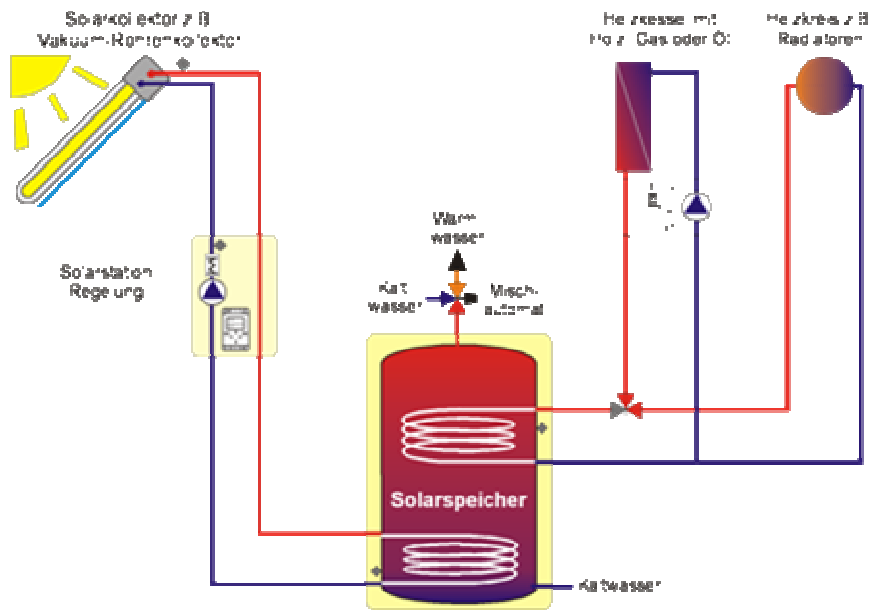 Solarkollektor z.B.
Vakuum-Röhrenkollektor
Heizkessel mit
Holz, Gas oder Öl
Heizkreis z.B.
Radiatoren
Warm-
wasser
Solarstation
Regelung
Kalt
wasser
Misch-
automat
Solarspeicher
Kaltwasser